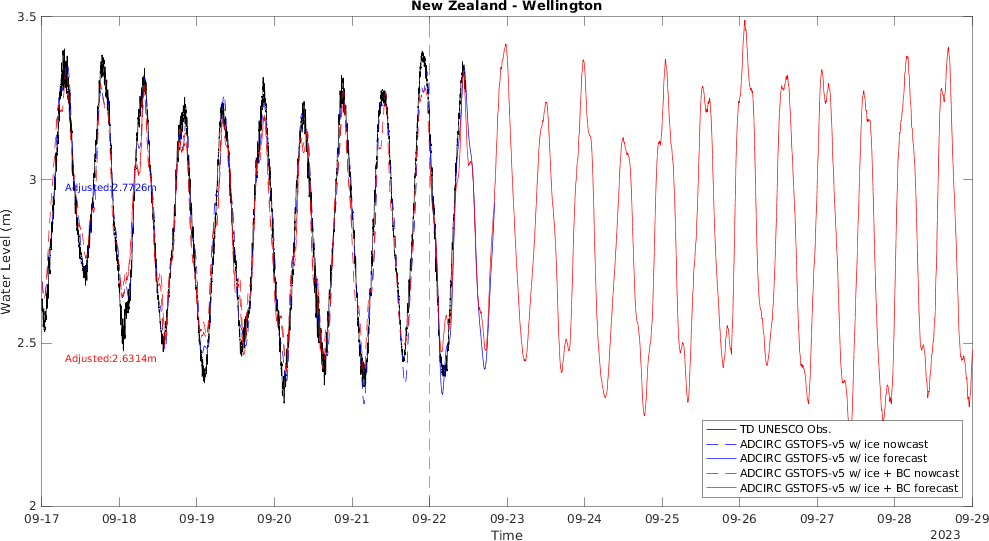 New Zealand - Wellington
3.5
3
2.5
2
Water Level (m)
Adjusted:2.7726m
Adjusted:2.6314m
TD UNESCO Obs.
ADCIRC GSTOFS-v5 w/ ice nowcast
ADCIRC GSTOFS-v5 w/ ice forecast
ADCIRC GSTOFS-v5 w/ ice + BC nowcast
ADCIRC GSTOFS-v5 w/ ice + BC forecast
09-17 09-18 09-19 09-20 09-21 09-22 09-23 09-24 09-25 09-26 09-27 09-28 09-29
Time
2023